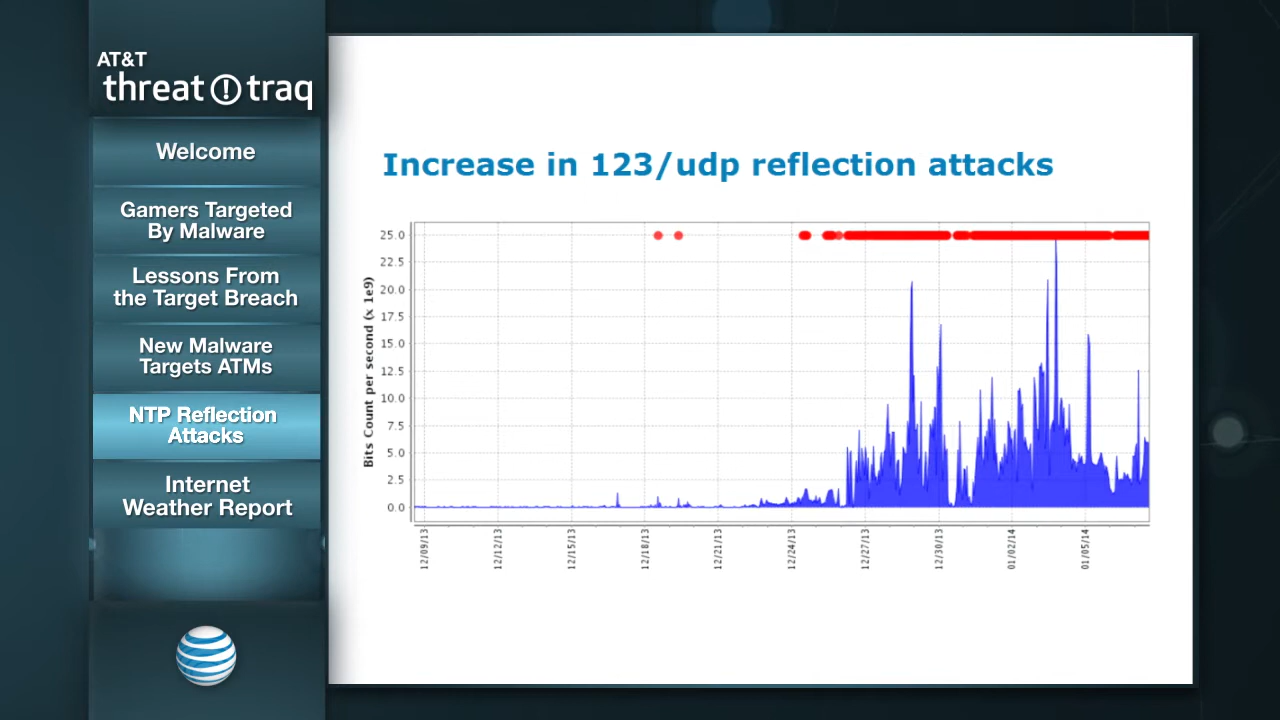 AT&T
threat traq
Welcome
Gamers Targeted
By Malware
Lessons From
the Target Breach
New Malware
Targets ATMs
NTP Reflection
Attacks
Internet
Weather Report
Increase in 123/udp reflection attacks
Bits Count per second (x 1e9)
25.0
22.5
20.0
17.5
15.0
12.5
10.0
7.5
5.0
2.5
0.0
12/09/13
12/12/13
12/15/13
12/18/13
12/21/13
12/24/13
12/27/13
12/30/13
01/02/14
01/05/14